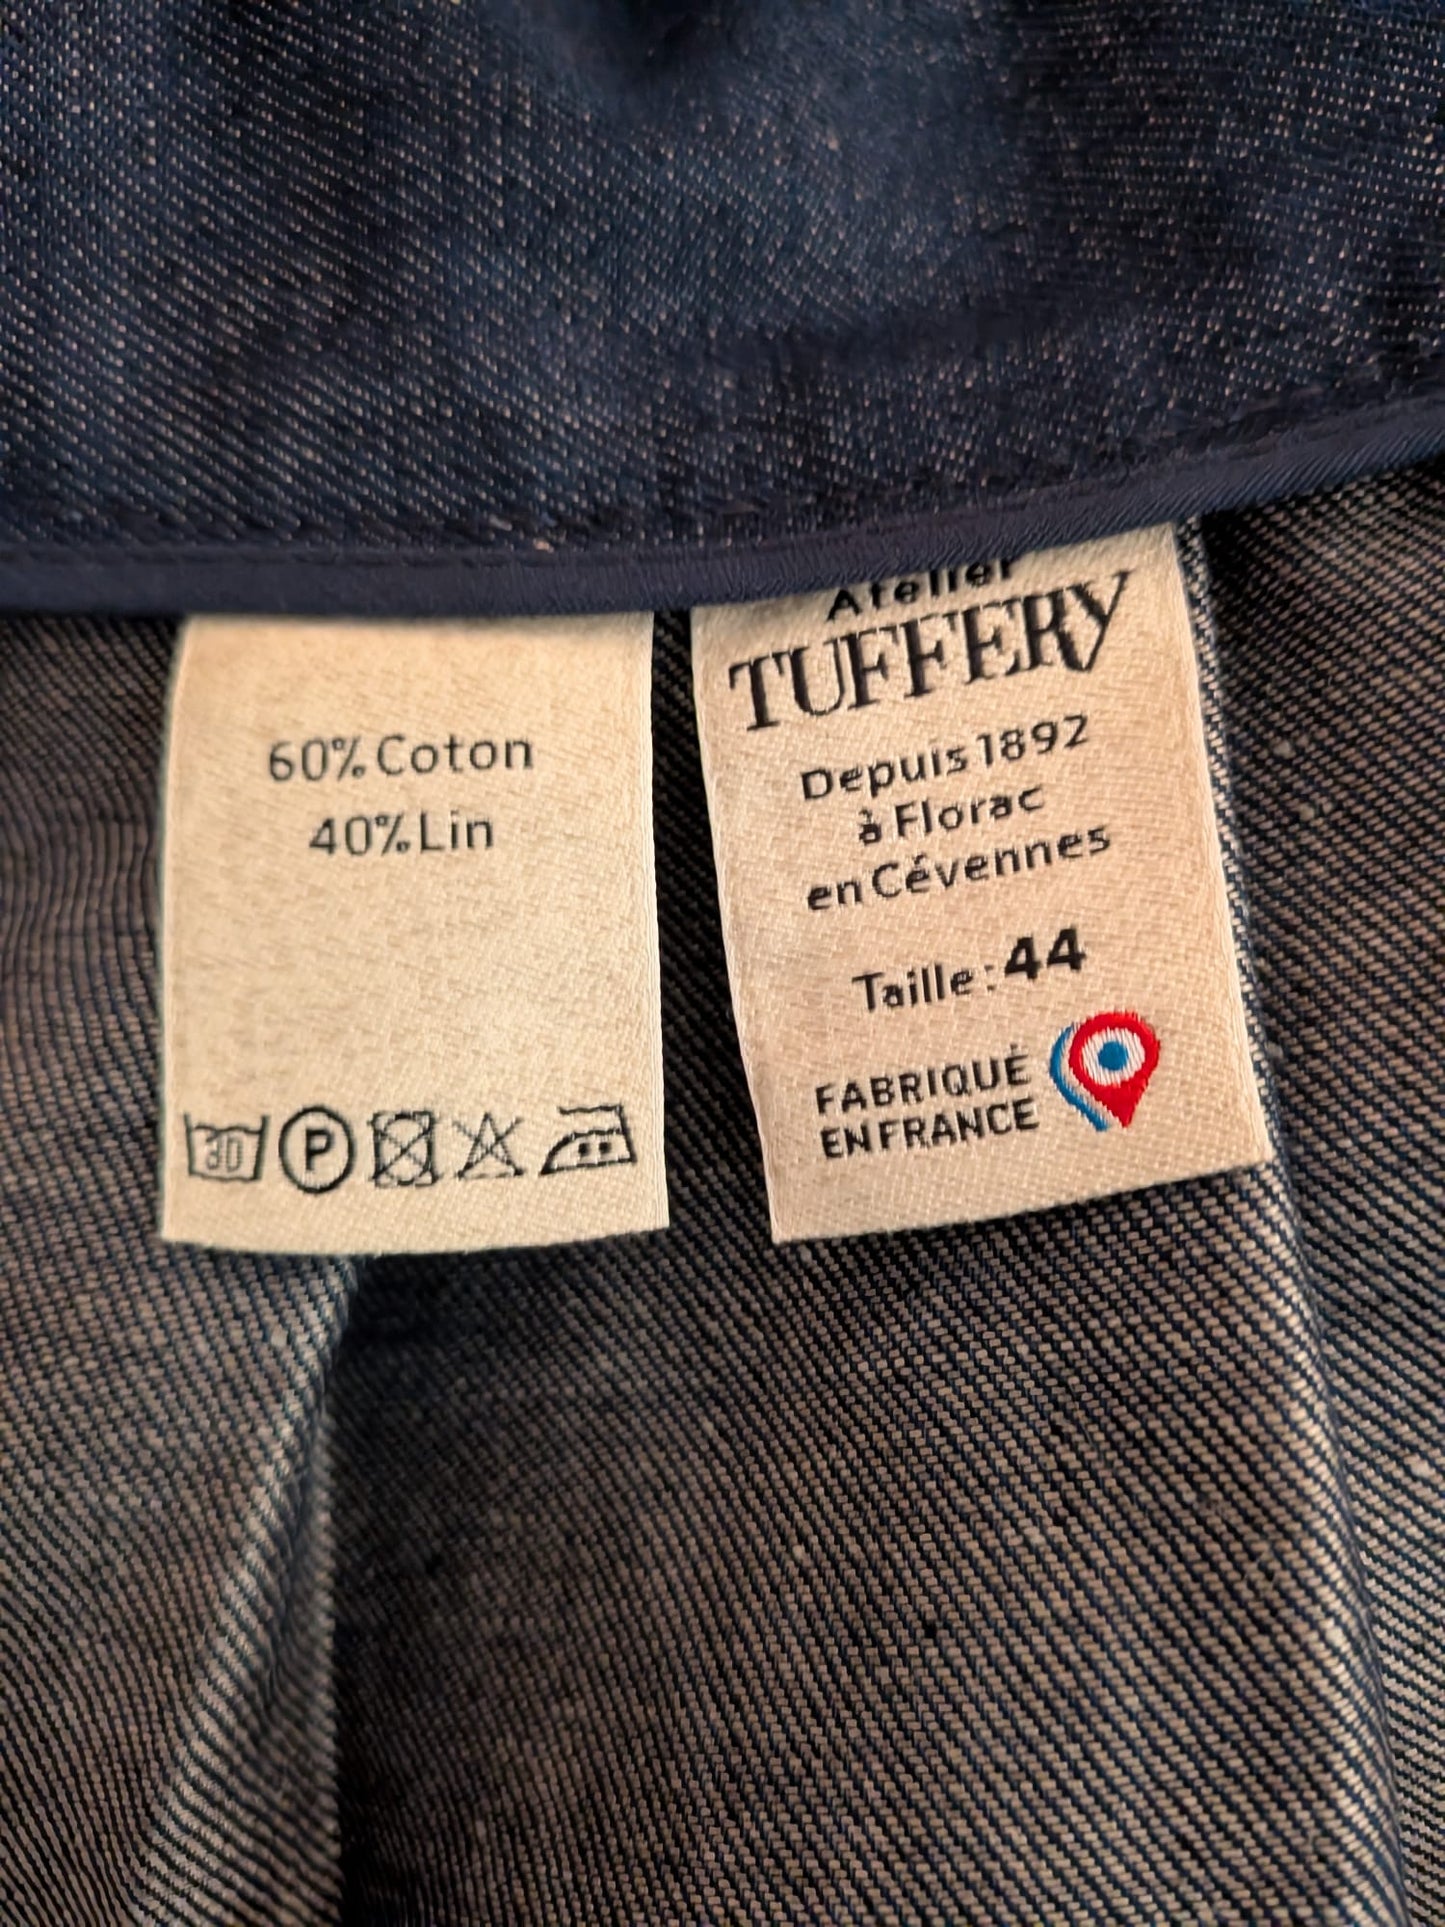 60% Coton
40% Lin
30 P
Atelier
TUFFERY
Depuis 1892
à Florac
en Cévennes
Taille : 44
FABRIQUÉ
EN FRANCE